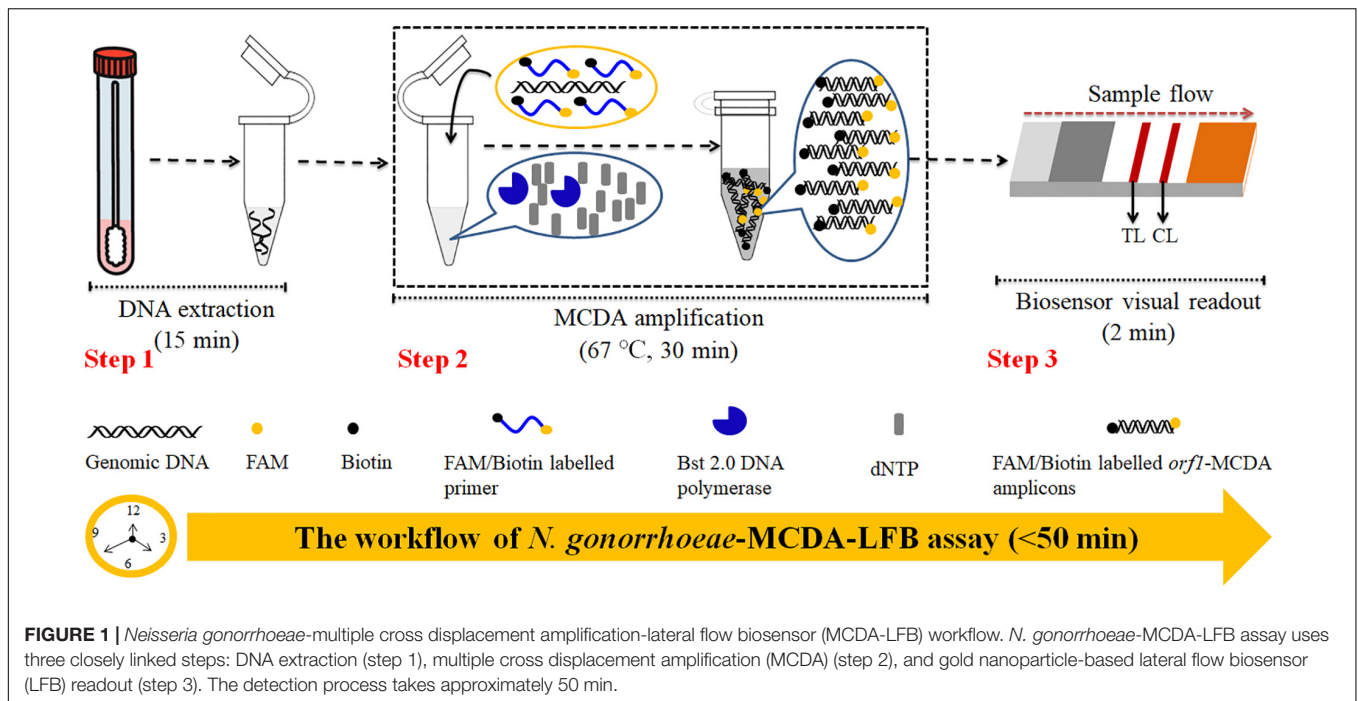 Sample flow
TL CL
DNA extraction
(15 min)
Step 1
MCDA amplification
(67 °C, 30 min)
Step 2
Biosensor visual readout
(2 min)
Step 3
Genomic DNA
FAM
Biotin
FAM/Biotin labelled
primer
Bst 2.0 DNA
polymerase
dNTP
FAM/Biotin labelled orf1-MCDA
amplicons
12
9
3
6
The workflow of N. gonorrhoeae-MCDA-LFB assay (<50 min)
FIGURE 1 | Neisseria gonorrhoeae-multiple cross displacement amplification-lateral flow biosensor (MCDA-LFB) workflow. N. gonorrhoeae-MCDA-LFB assay uses
three closely linked steps: DNA extraction (step 1), multiple cross displacement amplification (MCDA) (step 2), and gold nanoparticle-based lateral flow biosensor
(LFB) readout (step 3). The detection process takes approximately 50 min.